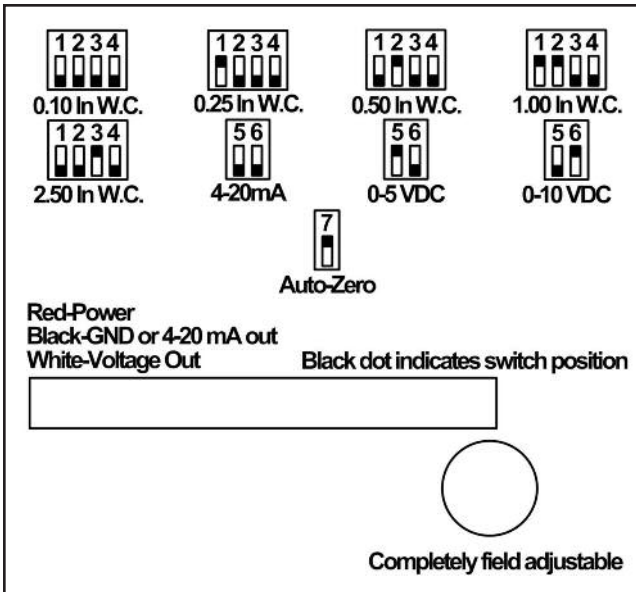 1234 1234 1234 1234
0.10 In W.C. 0.25 In W.C. 0.50 In W.C. 1.00 In W.C.
1234 56 56 56
2.50 In W.C. 4-20mA 0-5 VDC 0-10 VDC
7
Auto-Zero
Red-Power
Black-GND or 4-20 mA out
White-Voltage Out Black dot indicates switch position
Completely field adjustable